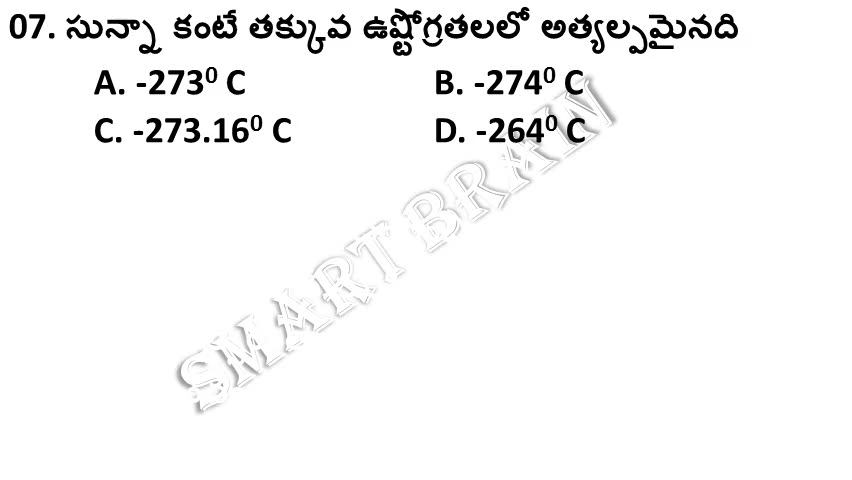 07. సున్నా కంటే తక్కువ ఉష్టోగ్రతలలో అత్యల్పమైనది
A. -273⁰ C B. -274⁰ C
C. -273.16⁰ C D. -264⁰ C
SMART BRAIN